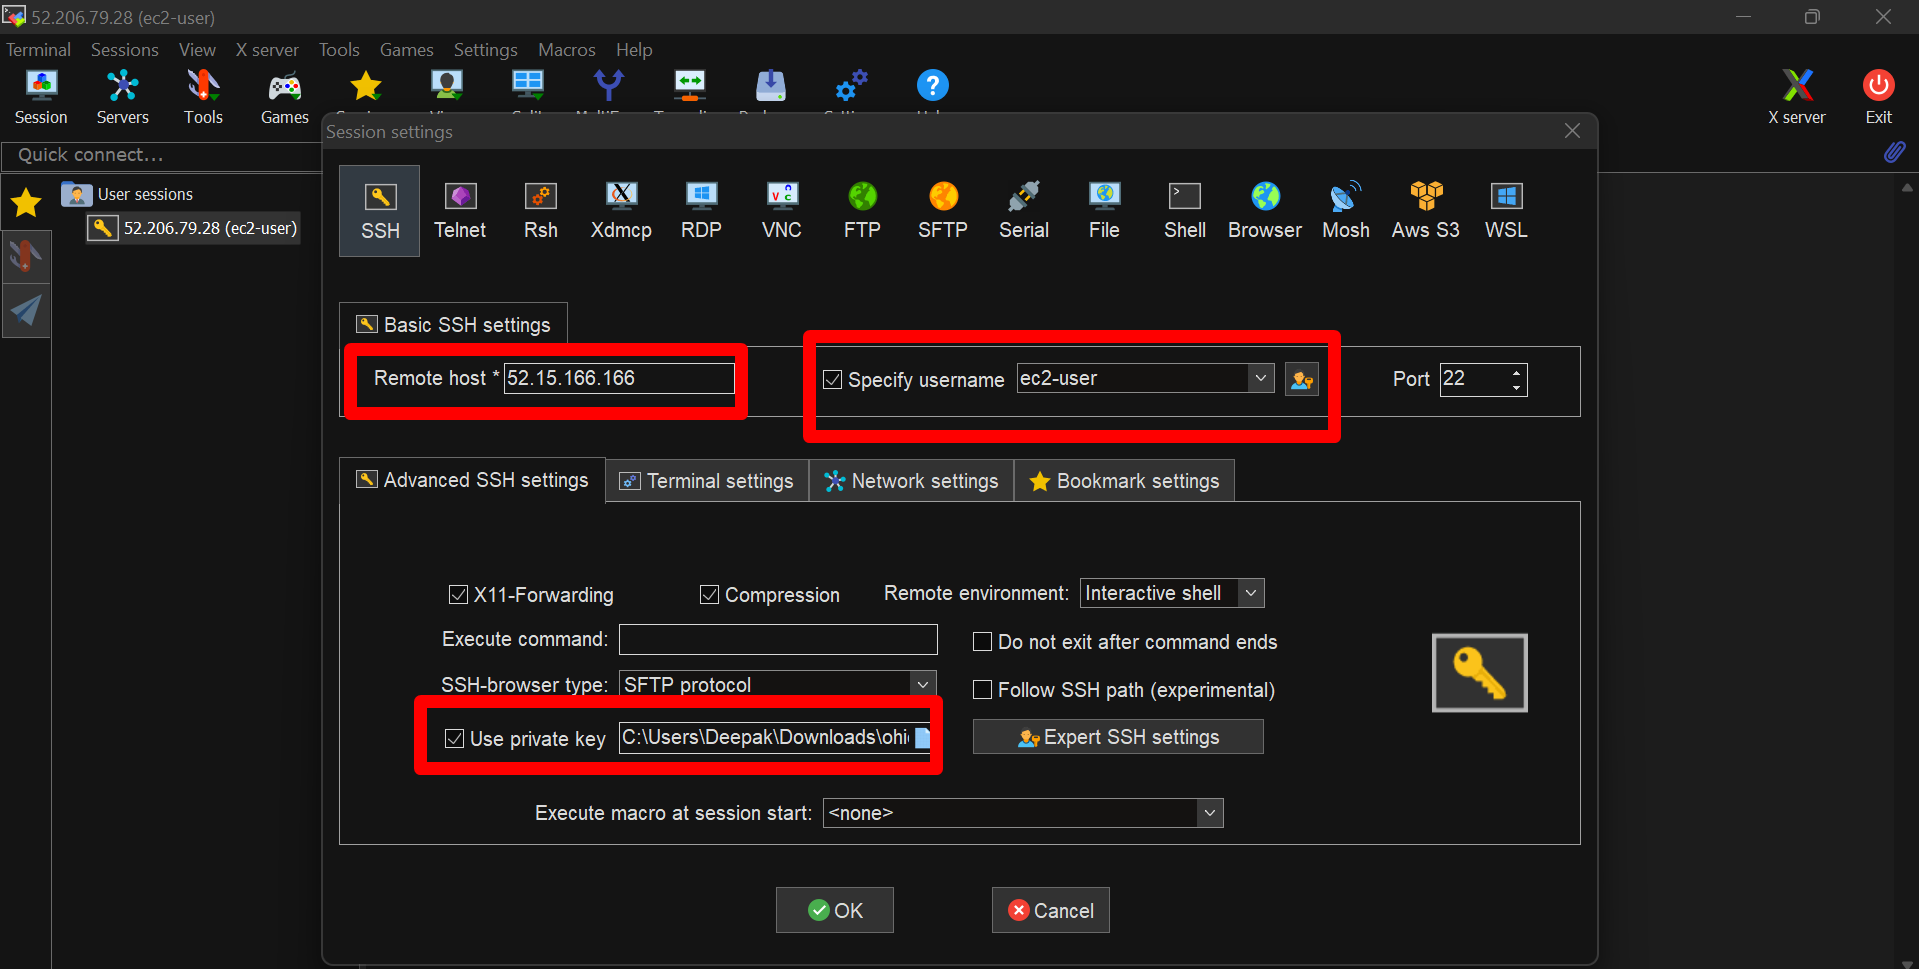 52.206.79.28 (ec2-user)
Terminal Sessions View X server Tools Games Settings Macros Help
Session Servers Tools Games X server Exit
Session settings
Quick connect...
User sessions
52.206.79.28 (ec2-user)
SSH Telnet Rsh Xdmcp RDP VNC FTP SFTP Serial File Shell Browser Mosh Aws S3 WSL
Basic SSH settings
Remote host * 52.15.166.166 Specify username ec2-user Port 22
Advanced SSH settings Terminal settings Network settings Bookmark settings
X11-Forwarding Compression Remote environment: Interactive shell
Execute command: Do not exit after command ends
SSH-browser type: SFTP protocol Follow SSH path (experimental)
Use private key C:\Users\Deepak\Downloads\ohi Expert SSH settings
Execute macro at session start: <none>
OK Cancel